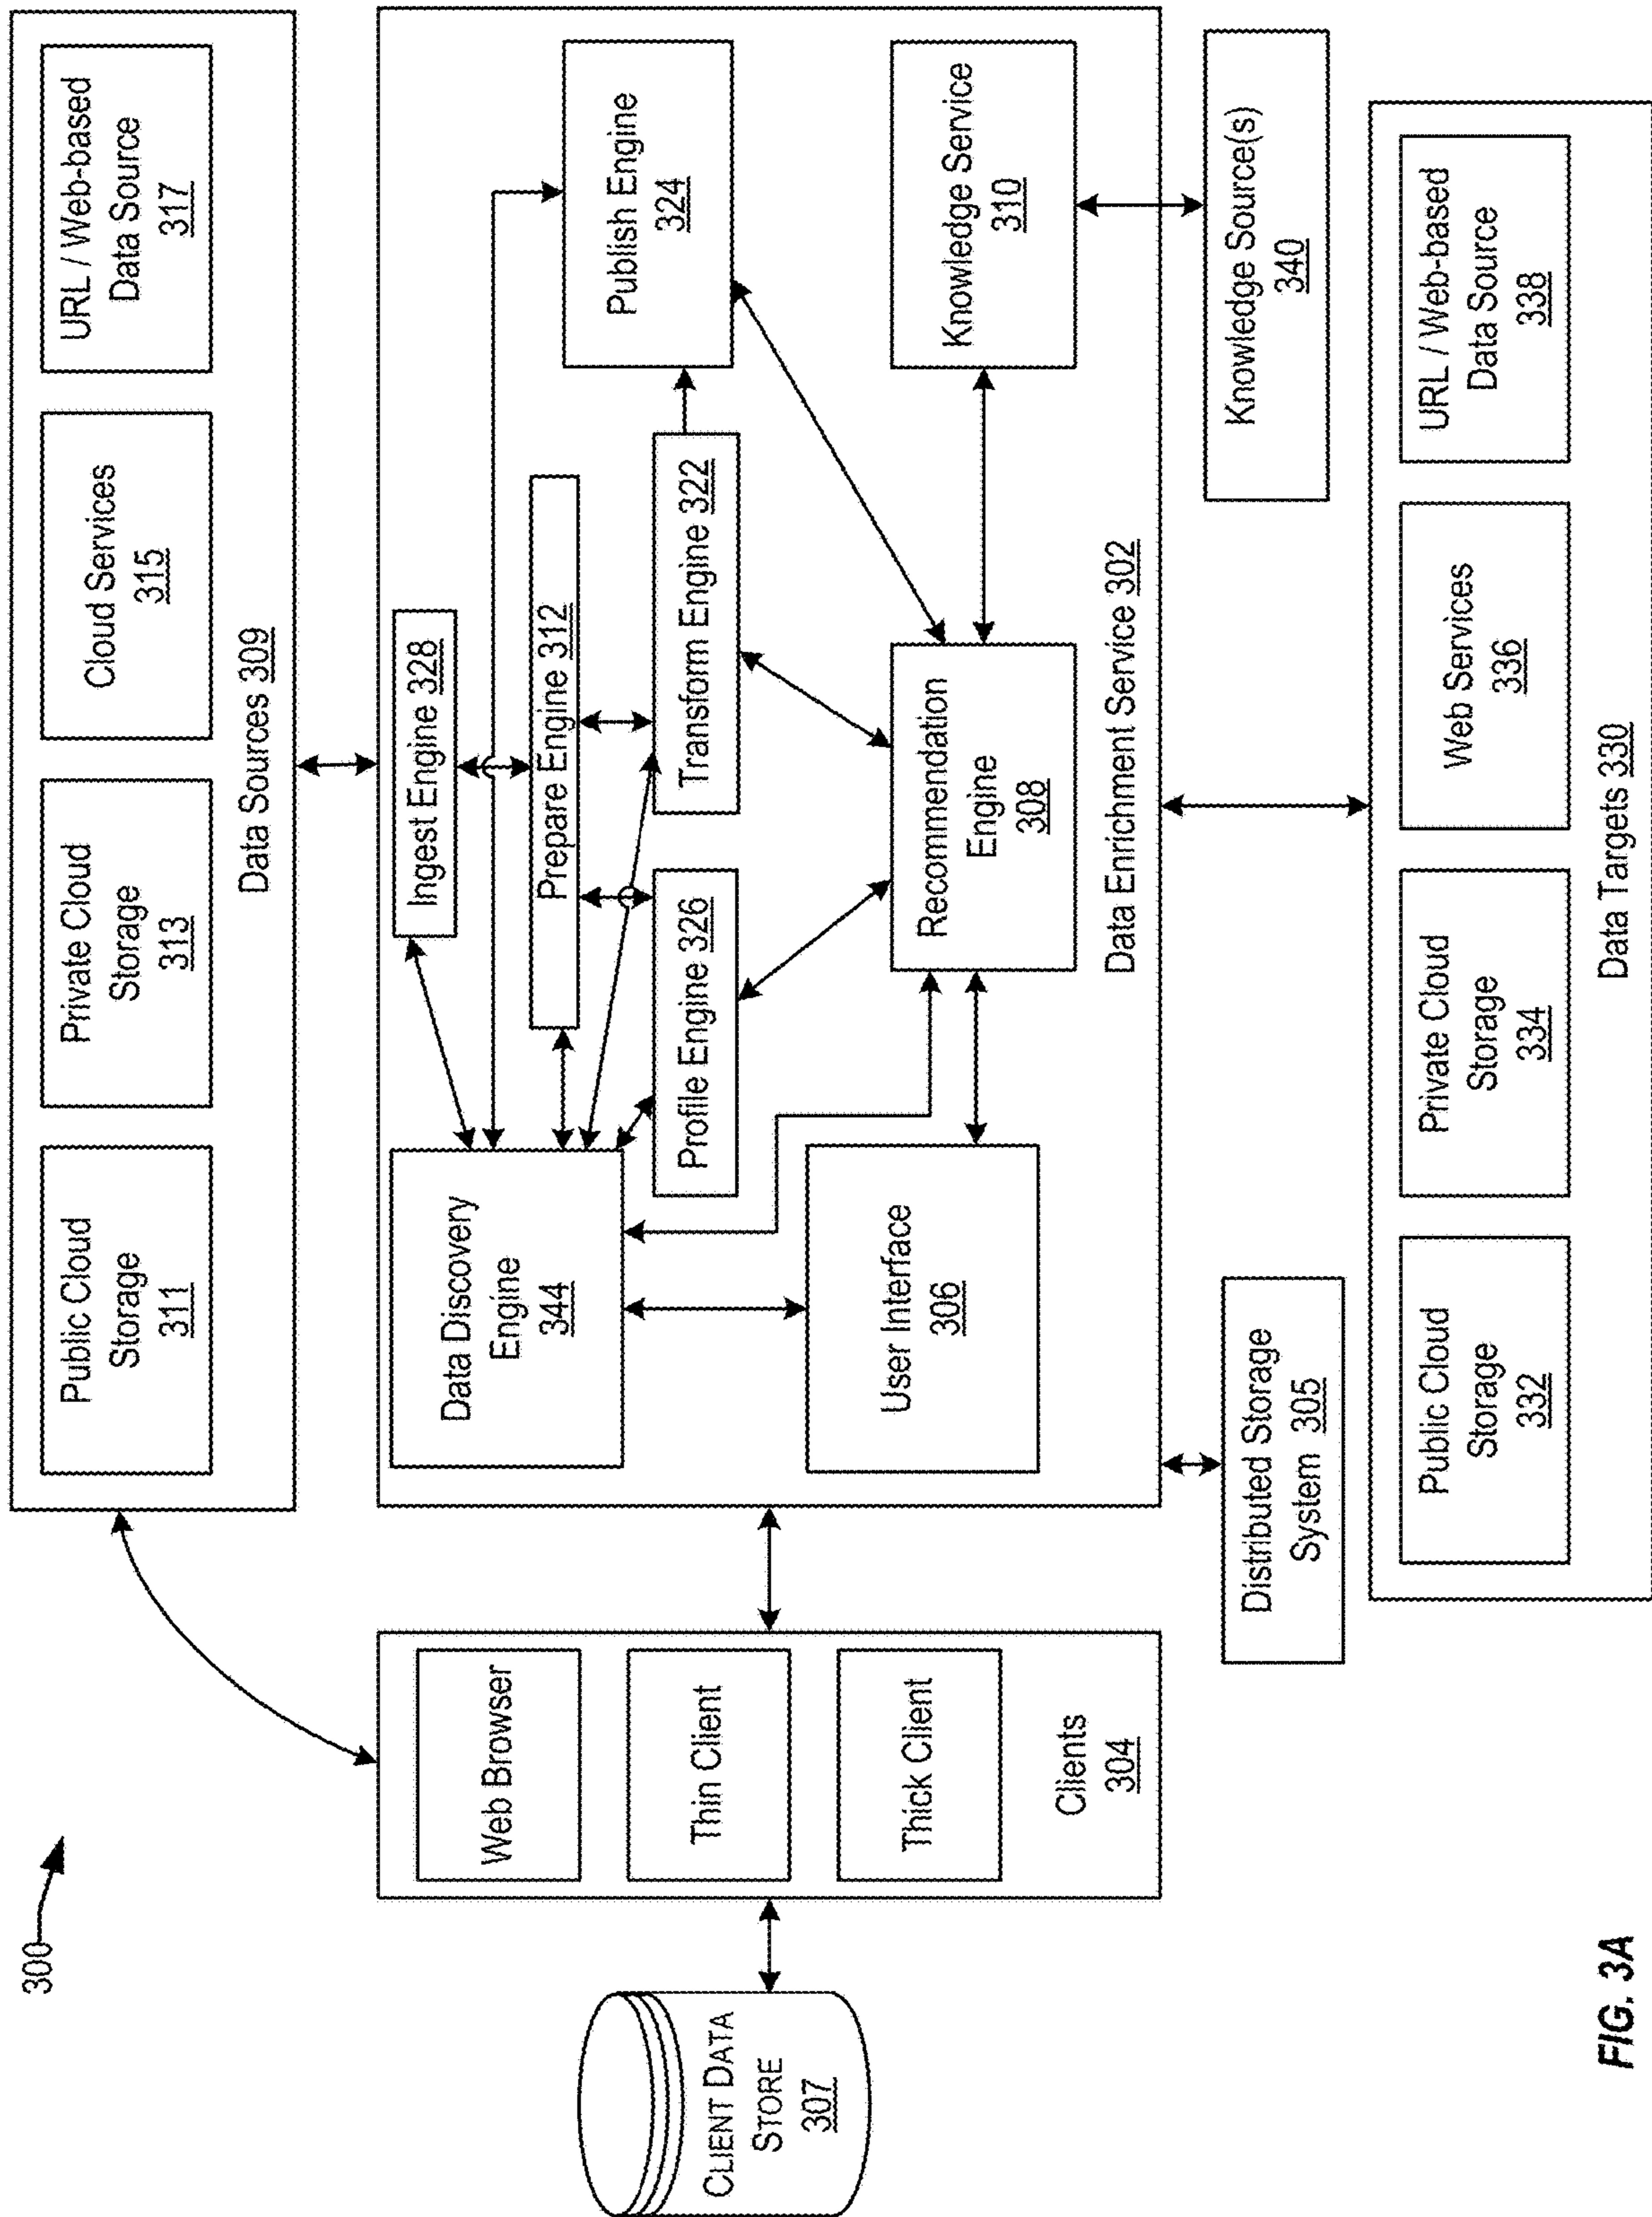 300
Public Cloud
Storage
311
Private Cloud
Storage
313
Cloud Services
315
URL / Web-based
Data Source
317
Data Sources 309
CLIENT DATA
STORE
307
Web Browser
Thin Client
Thick Client
Clients
304
Data Discovery
Engine
344
Ingest Engine 328
Prepare Engine 312
Profile Engine 326
Transform Engine 322
Publish Engine
324
User Interface
306
Recommendation
Engine
308
Knowledge Service
310
Data Enrichment Service 302
Distributed Storage
System 305
Knowledge Source(s)
340
Public Cloud
Storage
332
Private Cloud
Storage
334
Web Services
336
URL / Web-based
Data Source
338
Data Targets 330
FIG. 3A